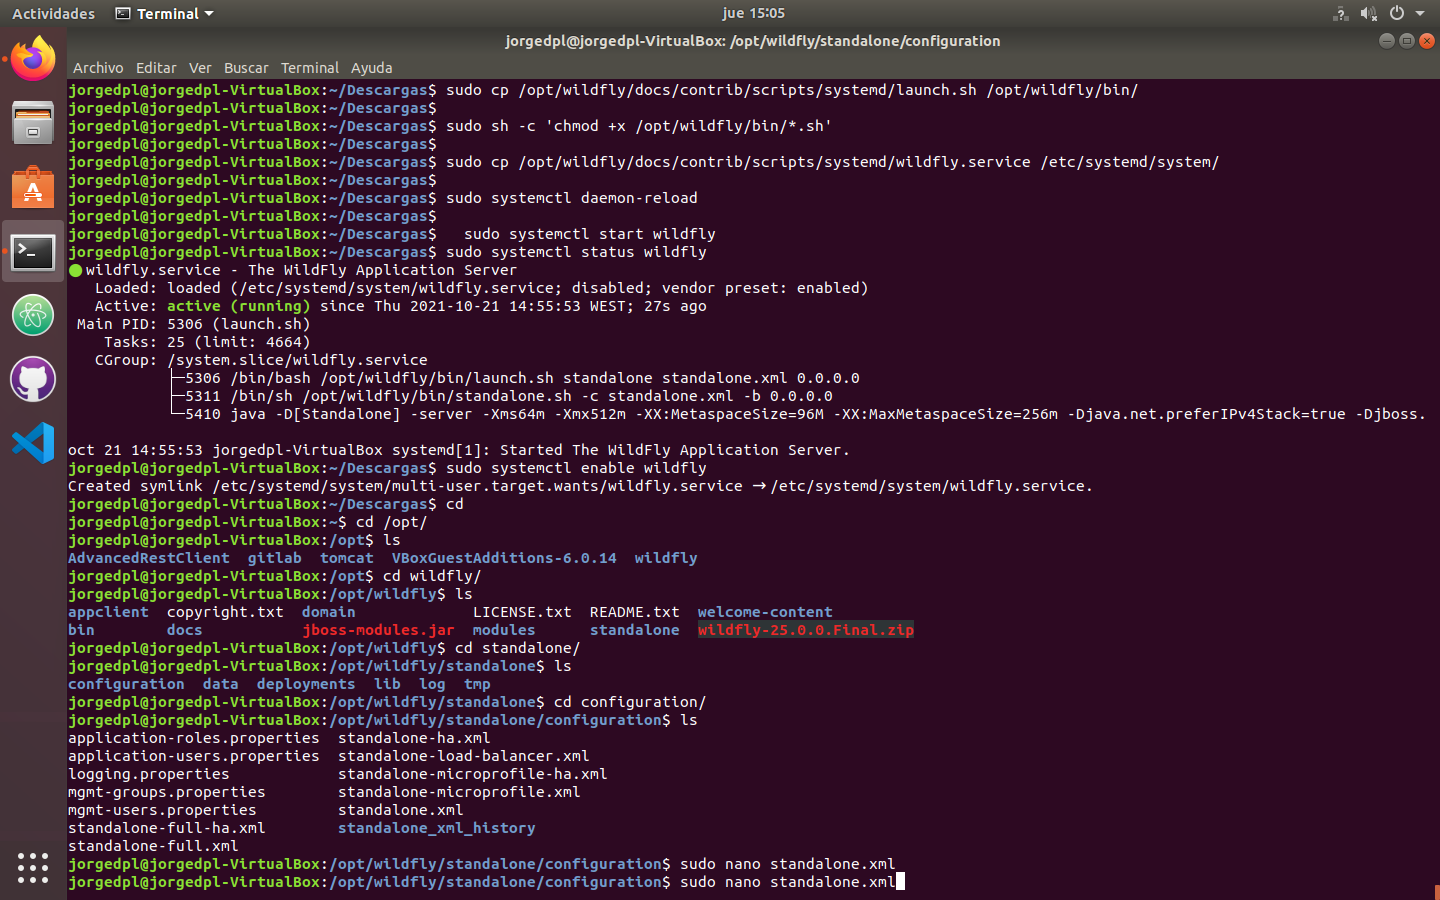 Actividades Terminal jue 15:05
jorgedpl@jorgedpl-VirtualBox: /opt/wildfly/standalone/configuration
Archivo Editar Ver Buscar Terminal Ayuda
jorgedpl@jorgedpl-VirtualBox:~/Descargas$ sudo cp /opt/wildfly/docs/contrib/scripts/systemd/launch.sh /opt/wildfly/bin/
jorgedpl@jorgedpl-VirtualBox:~/Descargas$
jorgedpl@jorgedpl-VirtualBox:~/Descargas$ sudo sh -c 'chmod +x /opt/wildfly/bin/*.sh'
jorgedpl@jorgedpl-VirtualBox:~/Descargas$
jorgedpl@jorgedpl-VirtualBox:~/Descargas$ sudo cp /opt/wildfly/docs/contrib/scripts/systemd/wildfly.service /etc/systemd/system/
jorgedpl@jorgedpl-VirtualBox:~/Descargas$
jorgedpl@jorgedpl-VirtualBox:~/Descargas$ sudo systemctl daemon-reload
jorgedpl@jorgedpl-VirtualBox:~/Descargas$
jorgedpl@jorgedpl-VirtualBox:~/Descargas$   sudo systemctl start wildfly
jorgedpl@jorgedpl-VirtualBox:~/Descargas$ sudo systemctl status wildfly
● wildfly.service - The WildFly Application Server
   Loaded: loaded (/etc/systemd/system/wildfly.service; disabled; vendor preset: enabled)
   Active: active (running) since Thu 2021-10-21 14:55:53 WEST; 27s ago
 Main PID: 5306 (launch.sh)
    Tasks: 25 (limit: 4664)
   CGroup: /system.slice/wildfly.service
           ├─5306 /bin/bash /opt/wildfly/bin/launch.sh standalone standalone.xml 0.0.0.0
           ├─5311 /bin/sh /opt/wildfly/bin/standalone.sh -c standalone.xml -b 0.0.0.0
           └─5410 java -D[Standalone] -server -Xms64m -Xmx512m -XX:MetaspaceSize=96M -XX:MaxMetaspaceSize=256m -Djava.net.preferIPv4Stack=true -Djboss.
oct 21 14:55:53 jorgedpl-VirtualBox systemd[1]: Started The WildFly Application Server.
jorgedpl@jorgedpl-VirtualBox:~/Descargas$ sudo systemctl enable wildfly
Created symlink /etc/systemd/system/multi-user.target.wants/wildfly.service → /etc/systemd/system/wildfly.service.
jorgedpl@jorgedpl-VirtualBox:~/Descargas$ cd
jorgedpl@jorgedpl-VirtualBox:~$ cd /opt/
jorgedpl@jorgedpl-VirtualBox:/opt$ ls
AdvancedRestClient  gitlab  tomcat  VBoxGuestAdditions-6.0.14  wildfly
jorgedpl@jorgedpl-VirtualBox:/opt$ cd wildfly/
jorgedpl@jorgedpl-VirtualBox:/opt/wildfly$ ls
appclient  copyright.txt  domain             LICENSE.txt  README.txt  welcome-content
bin        docs           jboss-modules.jar  modules      standalone  wildfly-25.0.0.Final.zip
jorgedpl@jorgedpl-VirtualBox:/opt/wildfly$ cd standalone/
jorgedpl@jorgedpl-VirtualBox:/opt/wildfly/standalone$ ls
configuration  data  deployments  lib  log  tmp
jorgedpl@jorgedpl-VirtualBox:/opt/wildfly/standalone$ cd configuration/
jorgedpl@jorgedpl-VirtualBox:/opt/wildfly/standalone/configuration$ ls
application-roles.properties  standalone-ha.xml
application-users.properties  standalone-load-balancer.xml
logging.properties            standalone-microprofile-ha.xml
mgmt-groups.properties        standalone-microprofile.xml
mgmt-users.properties         standalone.xml
standalone-full-ha.xml        standalone_xml_history
standalone-full.xml
jorgedpl@jorgedpl-VirtualBox:/opt/wildfly/standalone/configuration$ sudo nano standalone.xml
jorgedpl@jorgedpl-VirtualBox:/opt/wildfly/standalone/configuration$ sudo nano standalone.xml